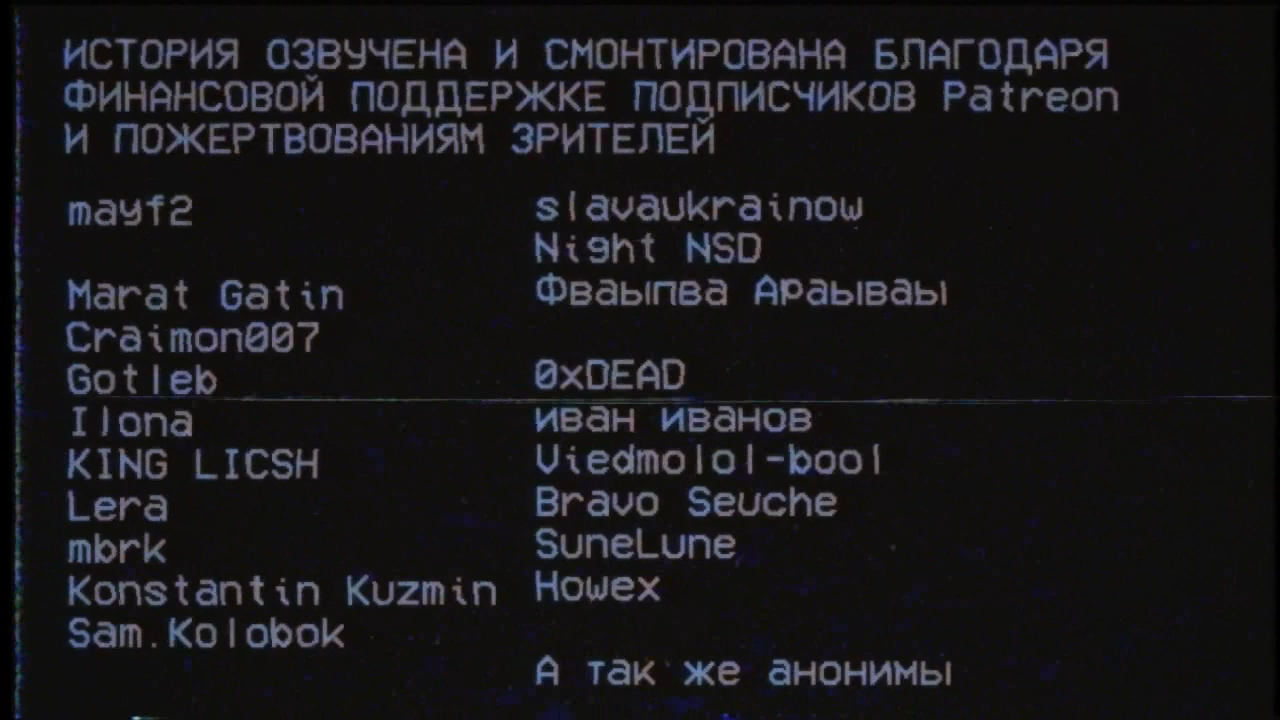 ИСТОРИЯ ОЗВУЧЕНА И СМОНТИРОВАНА БЛАГОДАРЯ
ФИНАНСОВОЙ ПОДДЕРЖКЕ ПОДПИСЧИКОВ Patreon
И ПОЖЕРТВОВАНИЯМ ЗРИТЕЛЕЙ
mayf2
Marat Gatin
Craimon007
Gotleb
Ilona
KING LICSH
Lera
mbrk
Konstantin Kuzmin
Sam.Kolobok
slavaukrainow
Night NSD
Фваыпва Араываы
0xDEAD
иван иванов
Viedmolol-bool
Bravo Seuche
SuneLune
Howex
А так же анонимы